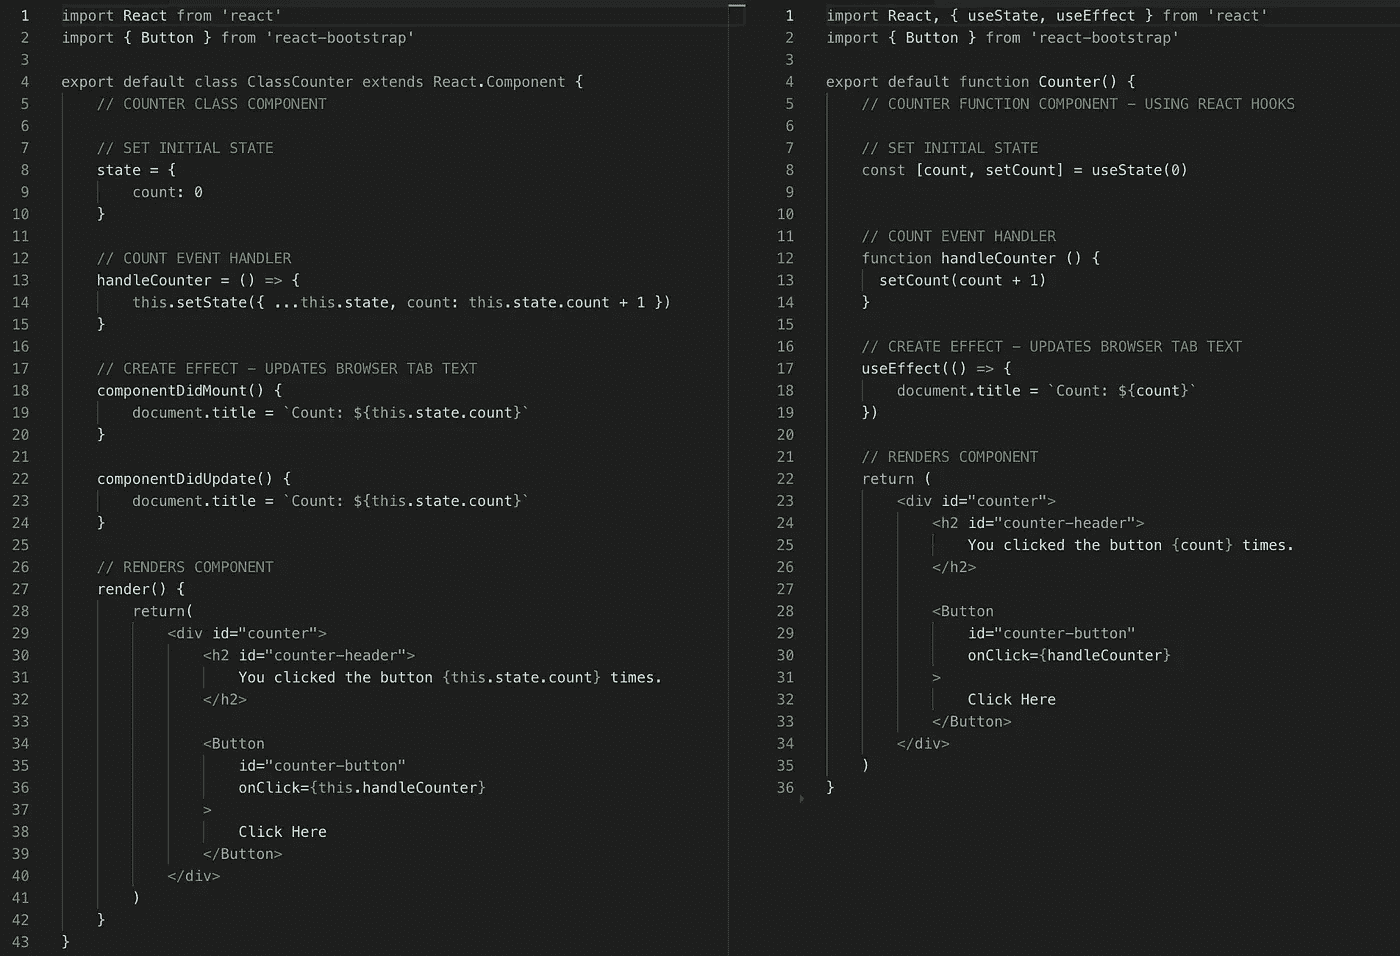 1 import React from 'react'
2 import { Button } from 'react-bootstrap'
3
4 export default class ClassCounter extends React.Component {
5 // COUNTER CLASS COMPONENT
6
7 // SET INITIAL STATE
8 state = {
9 count: 0
10 }
11
12 // COUNT EVENT HANDLER
13 handleCounter = () => {
14 this.setState({ ...this.state, count: this.state.count + 1 })
15 }
16
17 // CREATE EFFECT – UPDATES BROWSER TAB TEXT
18 componentDidMount() {
19 document.title = `Count: ${this.state.count}`
20 }
21
22 componentDidUpdate() {
23 document.title = `Count: ${this.state.count}`
24 }
25
26 // RENDERS COMPONENT
27 render() {
28 return(
29 <div id="counter">
30 <h2 id="counter-header">
31 You clicked the button {this.state.count} times.
32 </h2>
33
34 <Button
35 id="counter-button"
36 onClick={this.handleCounter}
37 >
38 Click Here
39 </Button>
40 </div>
41 )
42 }
43 }
1 import React, { useState, useEffect } from 'react'
2 import { Button } from 'react-bootstrap'
3
4 export default function Counter() {
5 // COUNTER FUNCTION COMPONENT – USING REACT HOOKS
6
7 // SET INITIAL STATE
8 const [count, setCount] = useState(0)
9
10
11 // COUNT EVENT HANDLER
12 function handleCounter () {
13 setCount(count + 1)
14 }
15
16 // CREATE EFFECT – UPDATES BROWSER TAB TEXT
17 useEffect(() => {
18 document.title = `Count: ${count}`
19 })
20
21 // RENDERS COMPONENT
22 return (
23 <div id="counter">
24 <h2 id="counter-header">
25 You clicked the button {count} times.
26 </h2>
27
28 <Button
29 id="counter-button"
30 onClick={handleCounter}
31 >
32 Click Here
33 </Button>
34 </div>
35 )
36 }